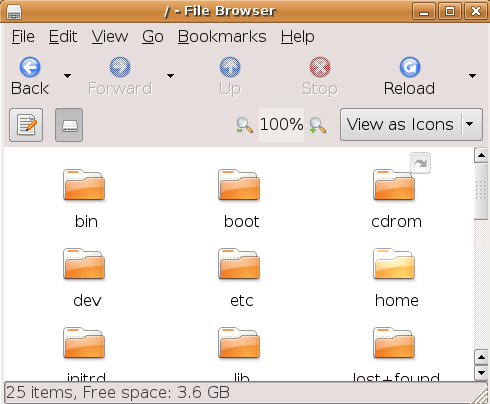 / - File Browser
File Edit View Go Bookmarks Help
Back Forward Up Stop Reload
100% View as Icons
bin boot cdrom
dev etc home
initrd lib lost+found
25 items, Free space: 3.6 GB